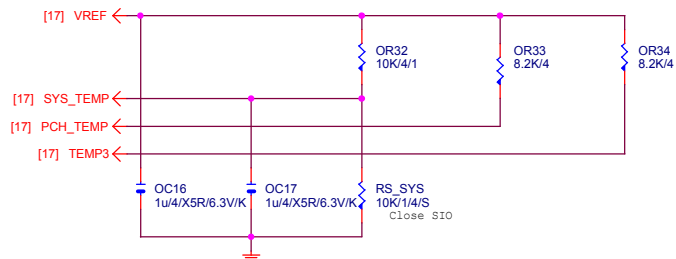 [17] VREF
OR32
10K/4/1
OR33
8.2K/4
OR34
8.2K/4
[17] SYS_TEMP
[17] PCH_TEMP
[17] TEMP3
OC16
1u/4/X5R/6.3V/K
OC17
1u/4/X5R/6.3V/K
RS_SYS
10K/1/4/S
Close SIO